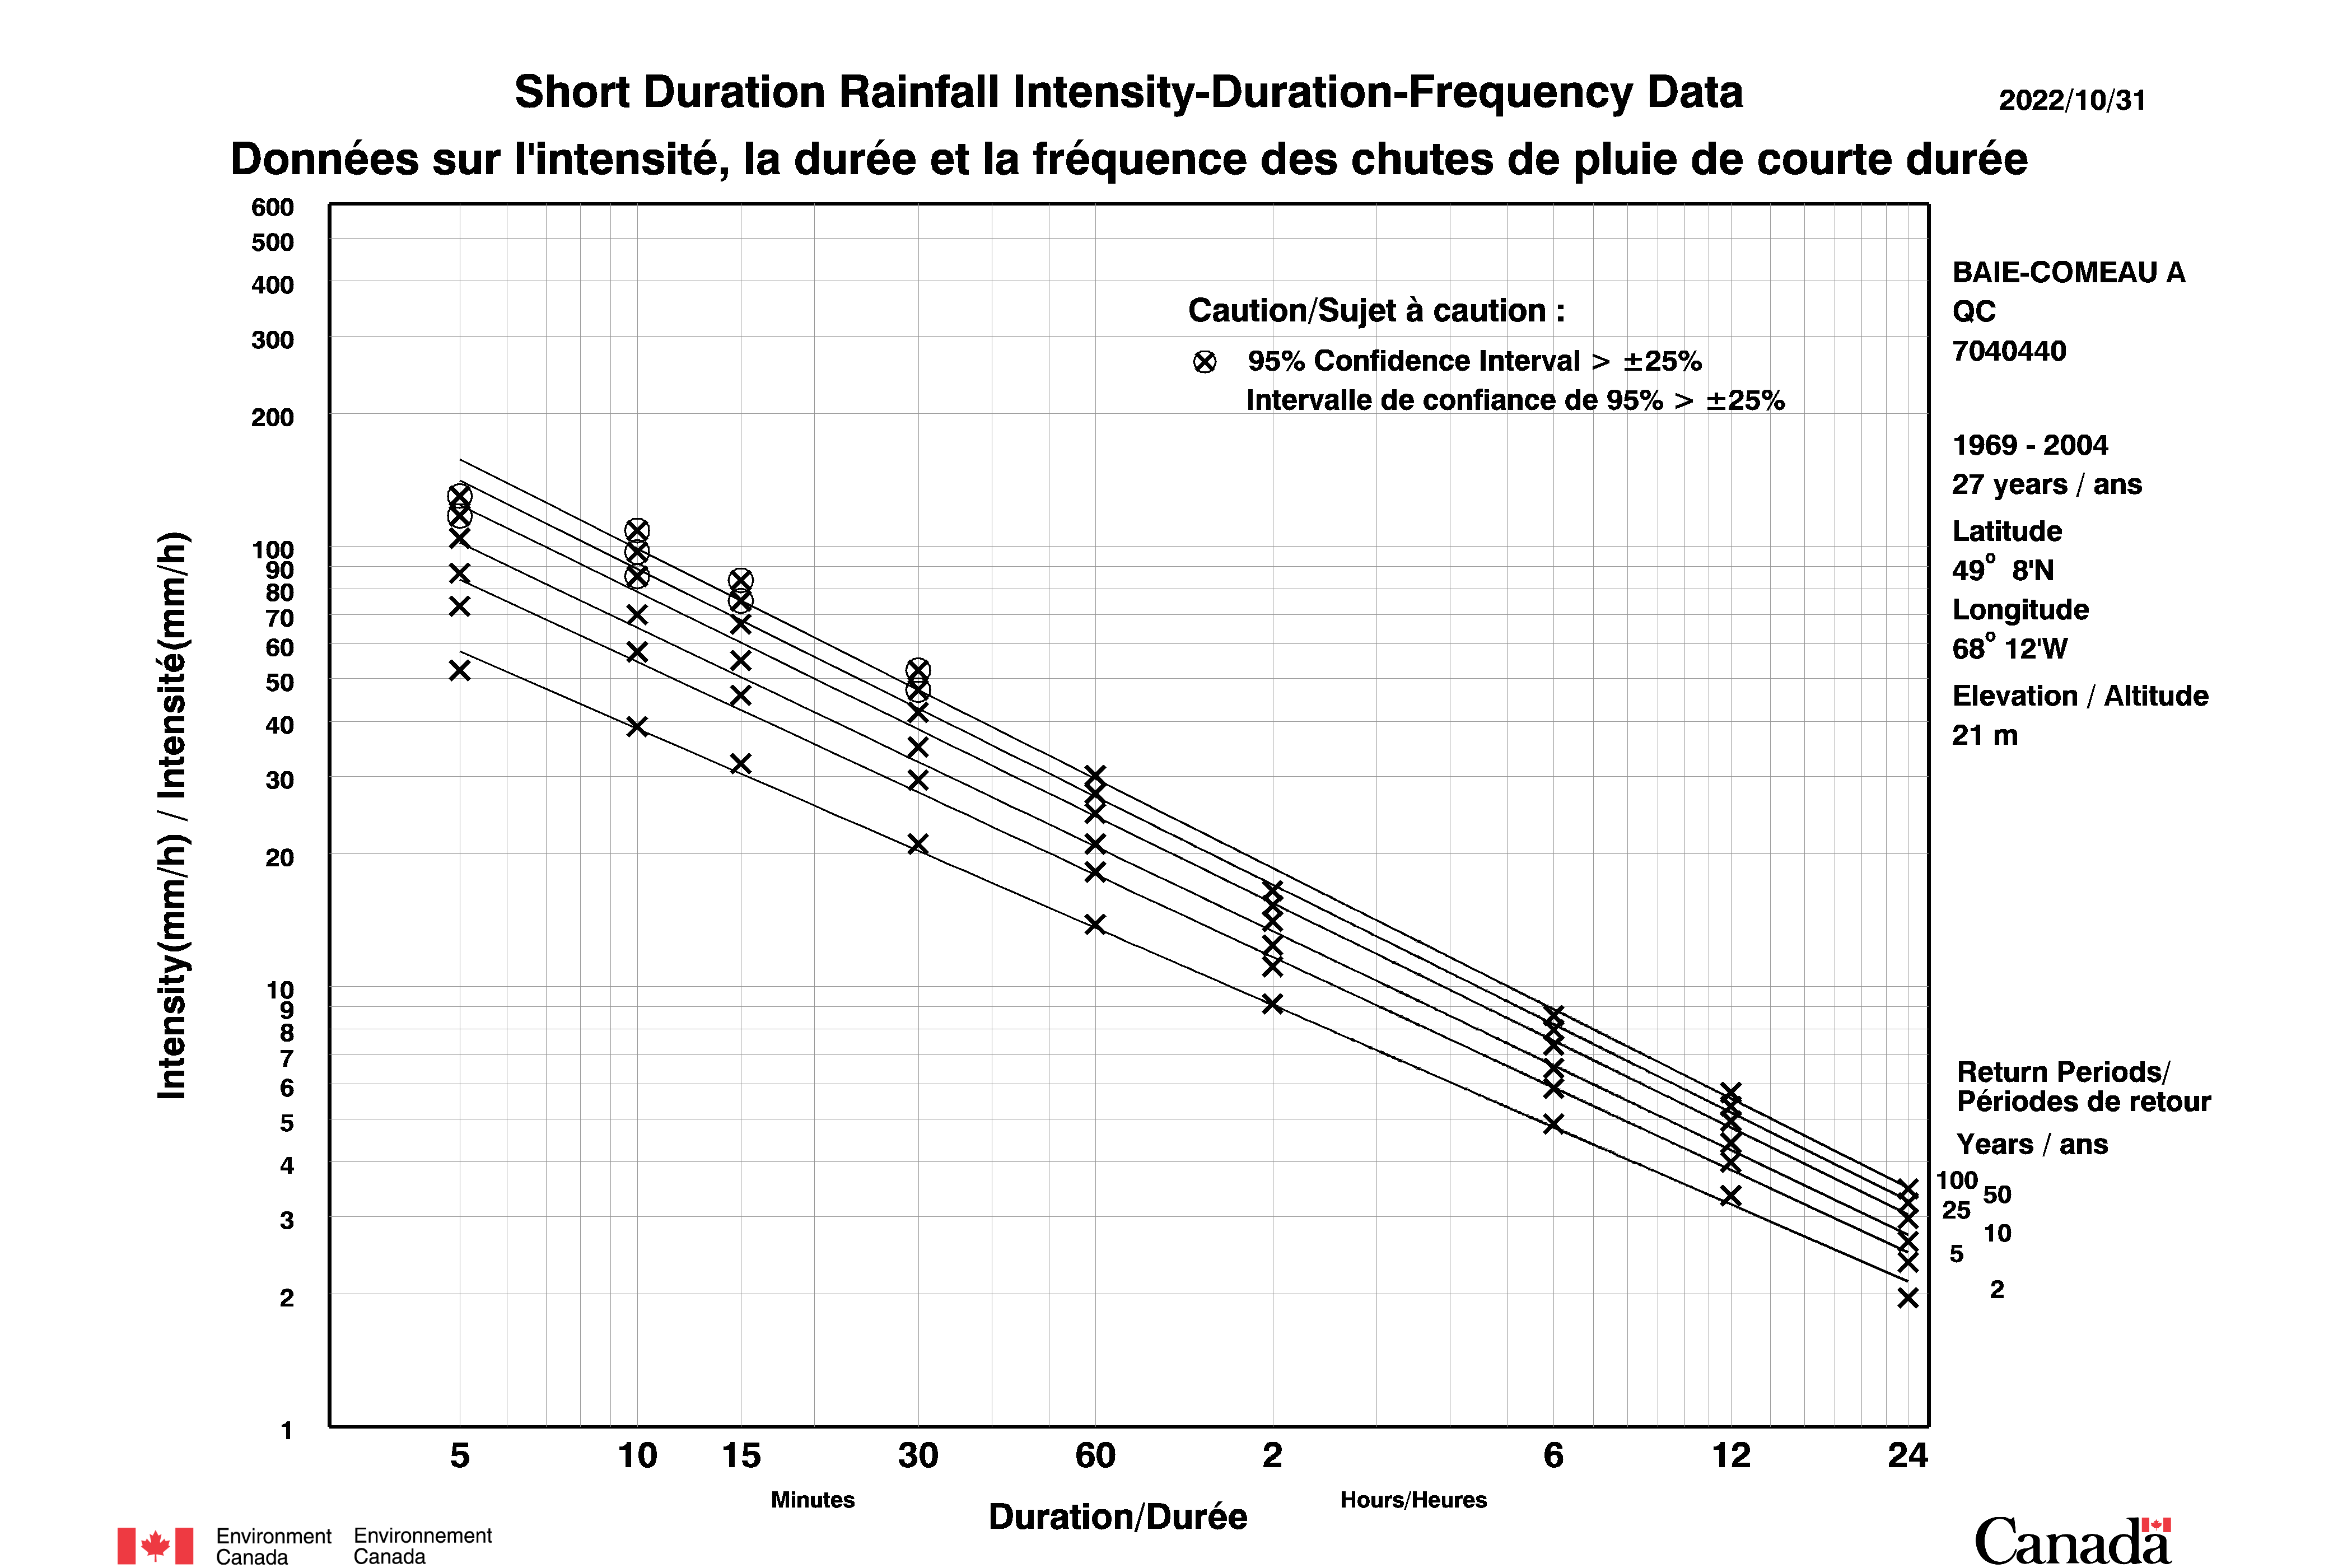 Short Duration Rainfall Intensity-Duration-Frequency Data
2022/10/31
Données sur l'intensité, la durée et la fréquence des chutes de pluie de courte durée
600
500
400
300
200
100
90
80
70
60
50
40
30
20
10
9
8
7
6
5
4
3
2
1
Intensity(mm/h) / Intensité(mm/h)
Caution/Sujet à caution :
95% Confidence Interval > ±25%
Intervalle de confiance de 95% > ±25%
BAIE-COMEAU A
QC
7040440
1969 - 2004
27 years / ans
Latitude
49° 8'N
Longitude
68° 12'W
Elevation / Altitude
21 m
Return Periods/
Périodes de retour
Years / ans
100
50
25
10
5
2
5 10 15 30 60 2 6 12 24
Minutes
Hours/Heures
Duration/Durée
Environment Environnement
Canada Canada
Canada